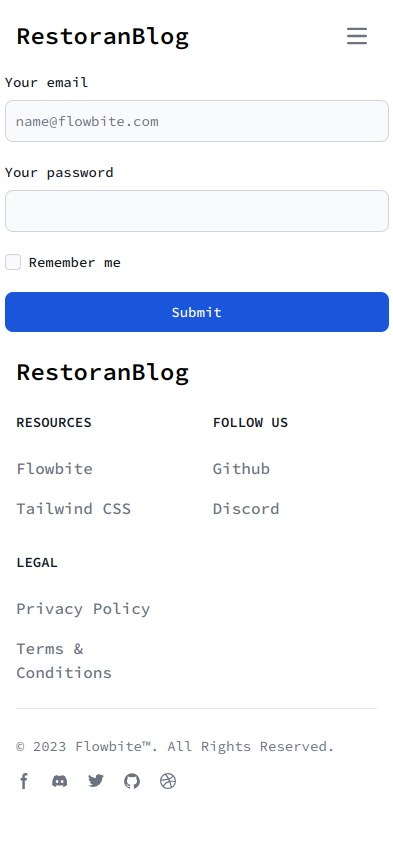 RestoranBlog
Your email
name@flowbite.com
Your password
Remember me
Submit
RestoranBlog
RESOURCES
Flowbite
Tailwind CSS
FOLLOW US
Github
Discord
LEGAL
Privacy Policy
Terms &
Conditions
© 2023 Flowbite™. All Rights Reserved.